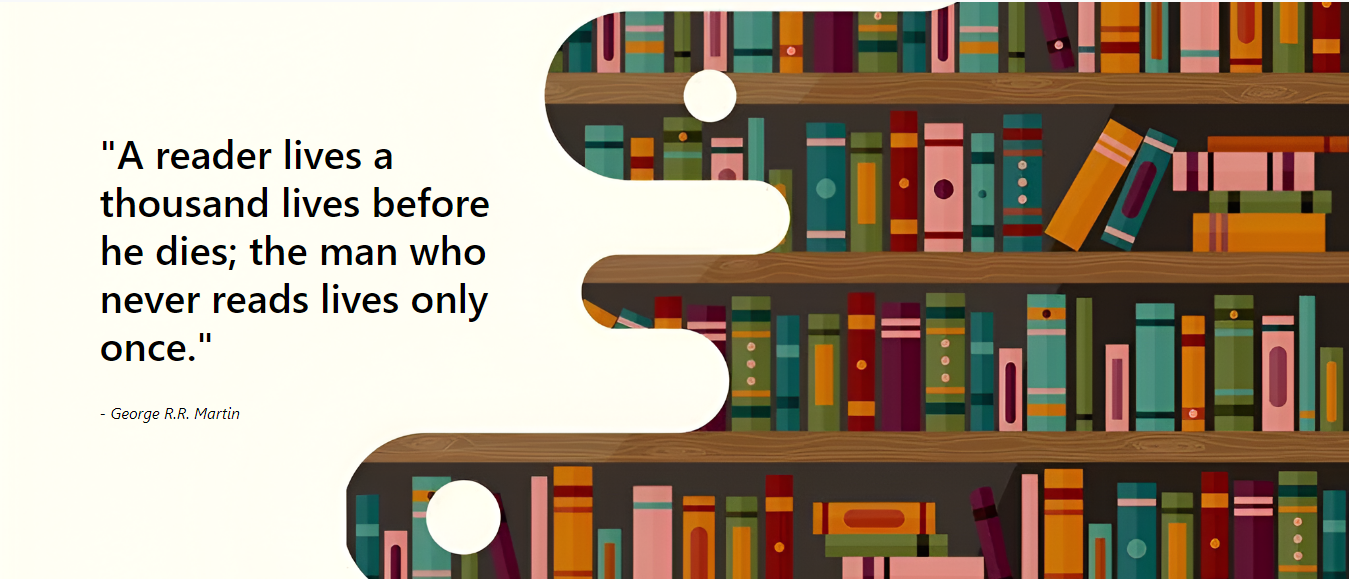 "A reader lives a
thousand lives before
he dies; the man who
never reads lives only
once."
- George R.R. Martin